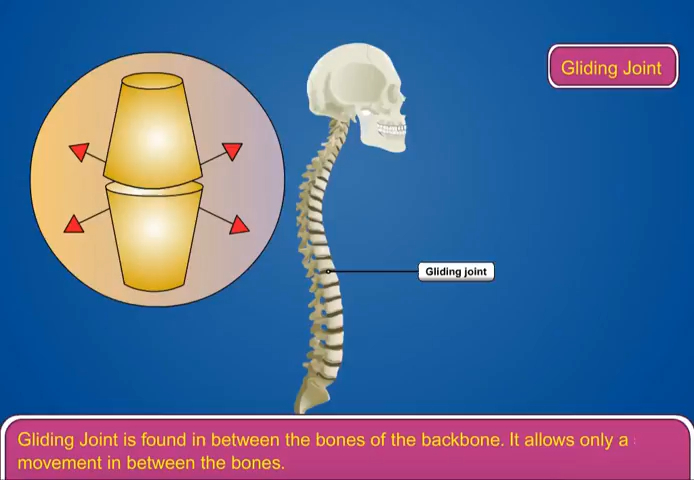 Gliding Joint
Gliding joint
Gliding Joint is found in between the bones of the backbone. It allows only a
movement in between the bones.